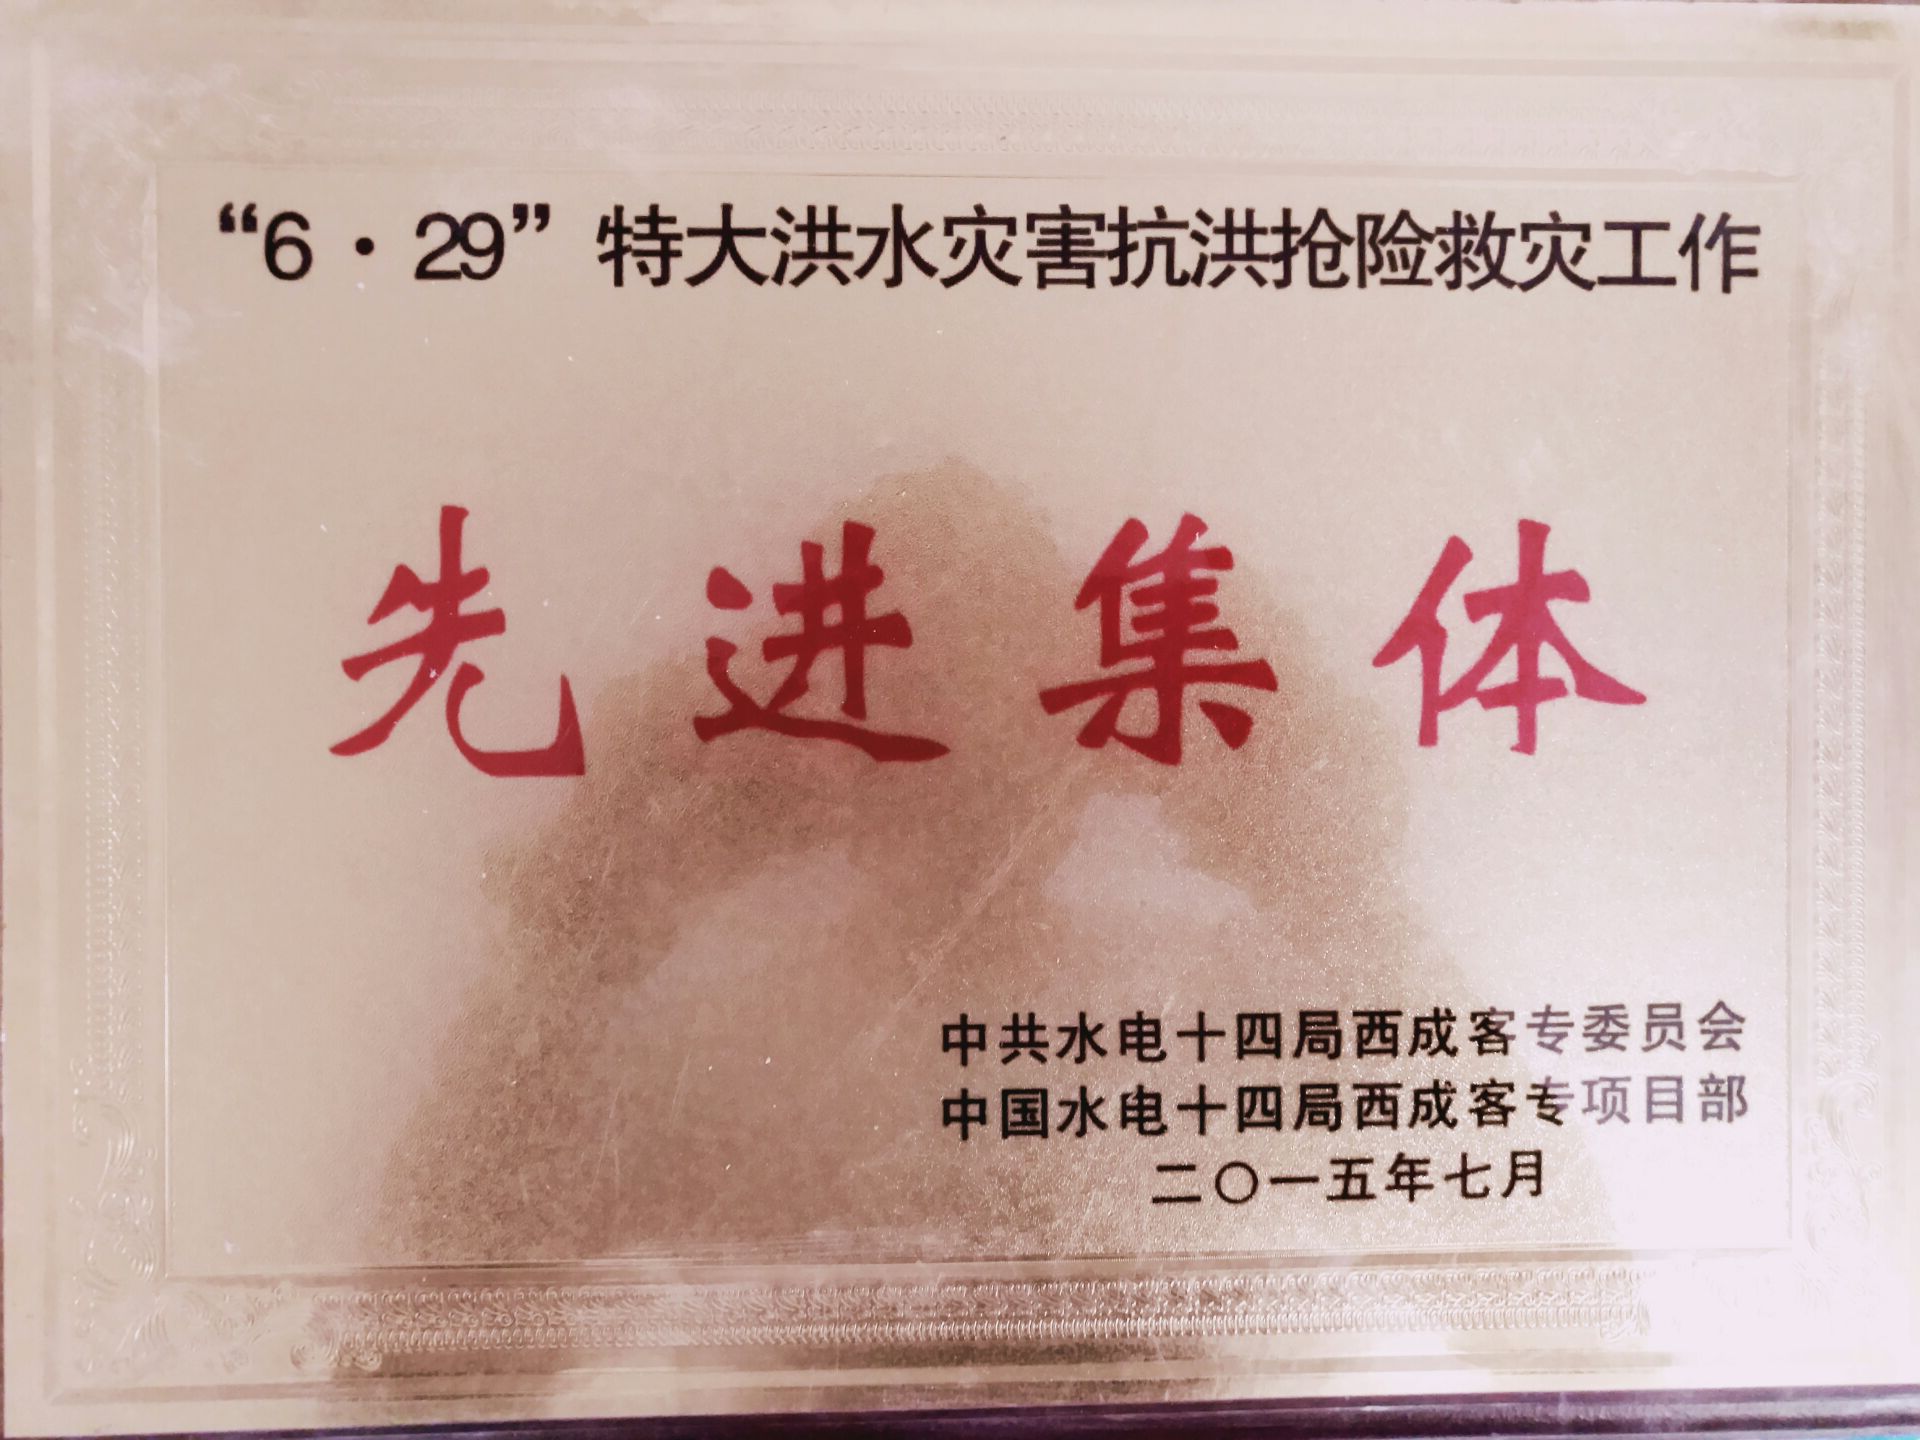 “6·29”特大洪水灾害抗洪抢险救灾工作
先进集体
中共水电十四局西成客专委员会
中国水电十四局西成客专项目部
二〇一五年七月